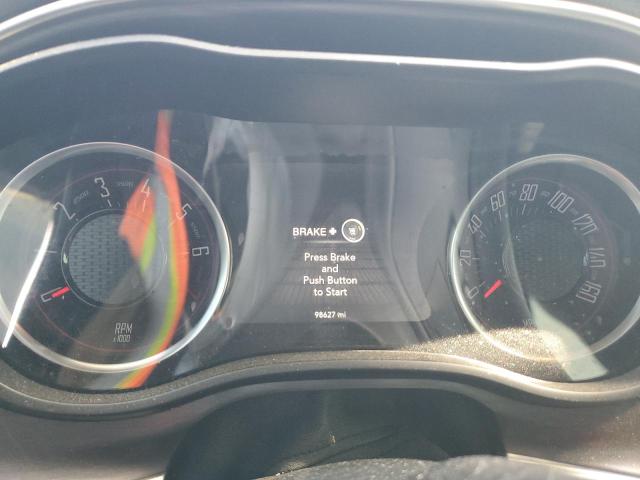 BRAKE +
Press Brake
and
Push Button
to Start
98627 mi
2 3 4 5 6
RPM
x1000
0 20 40 60 80 100 120 140 160